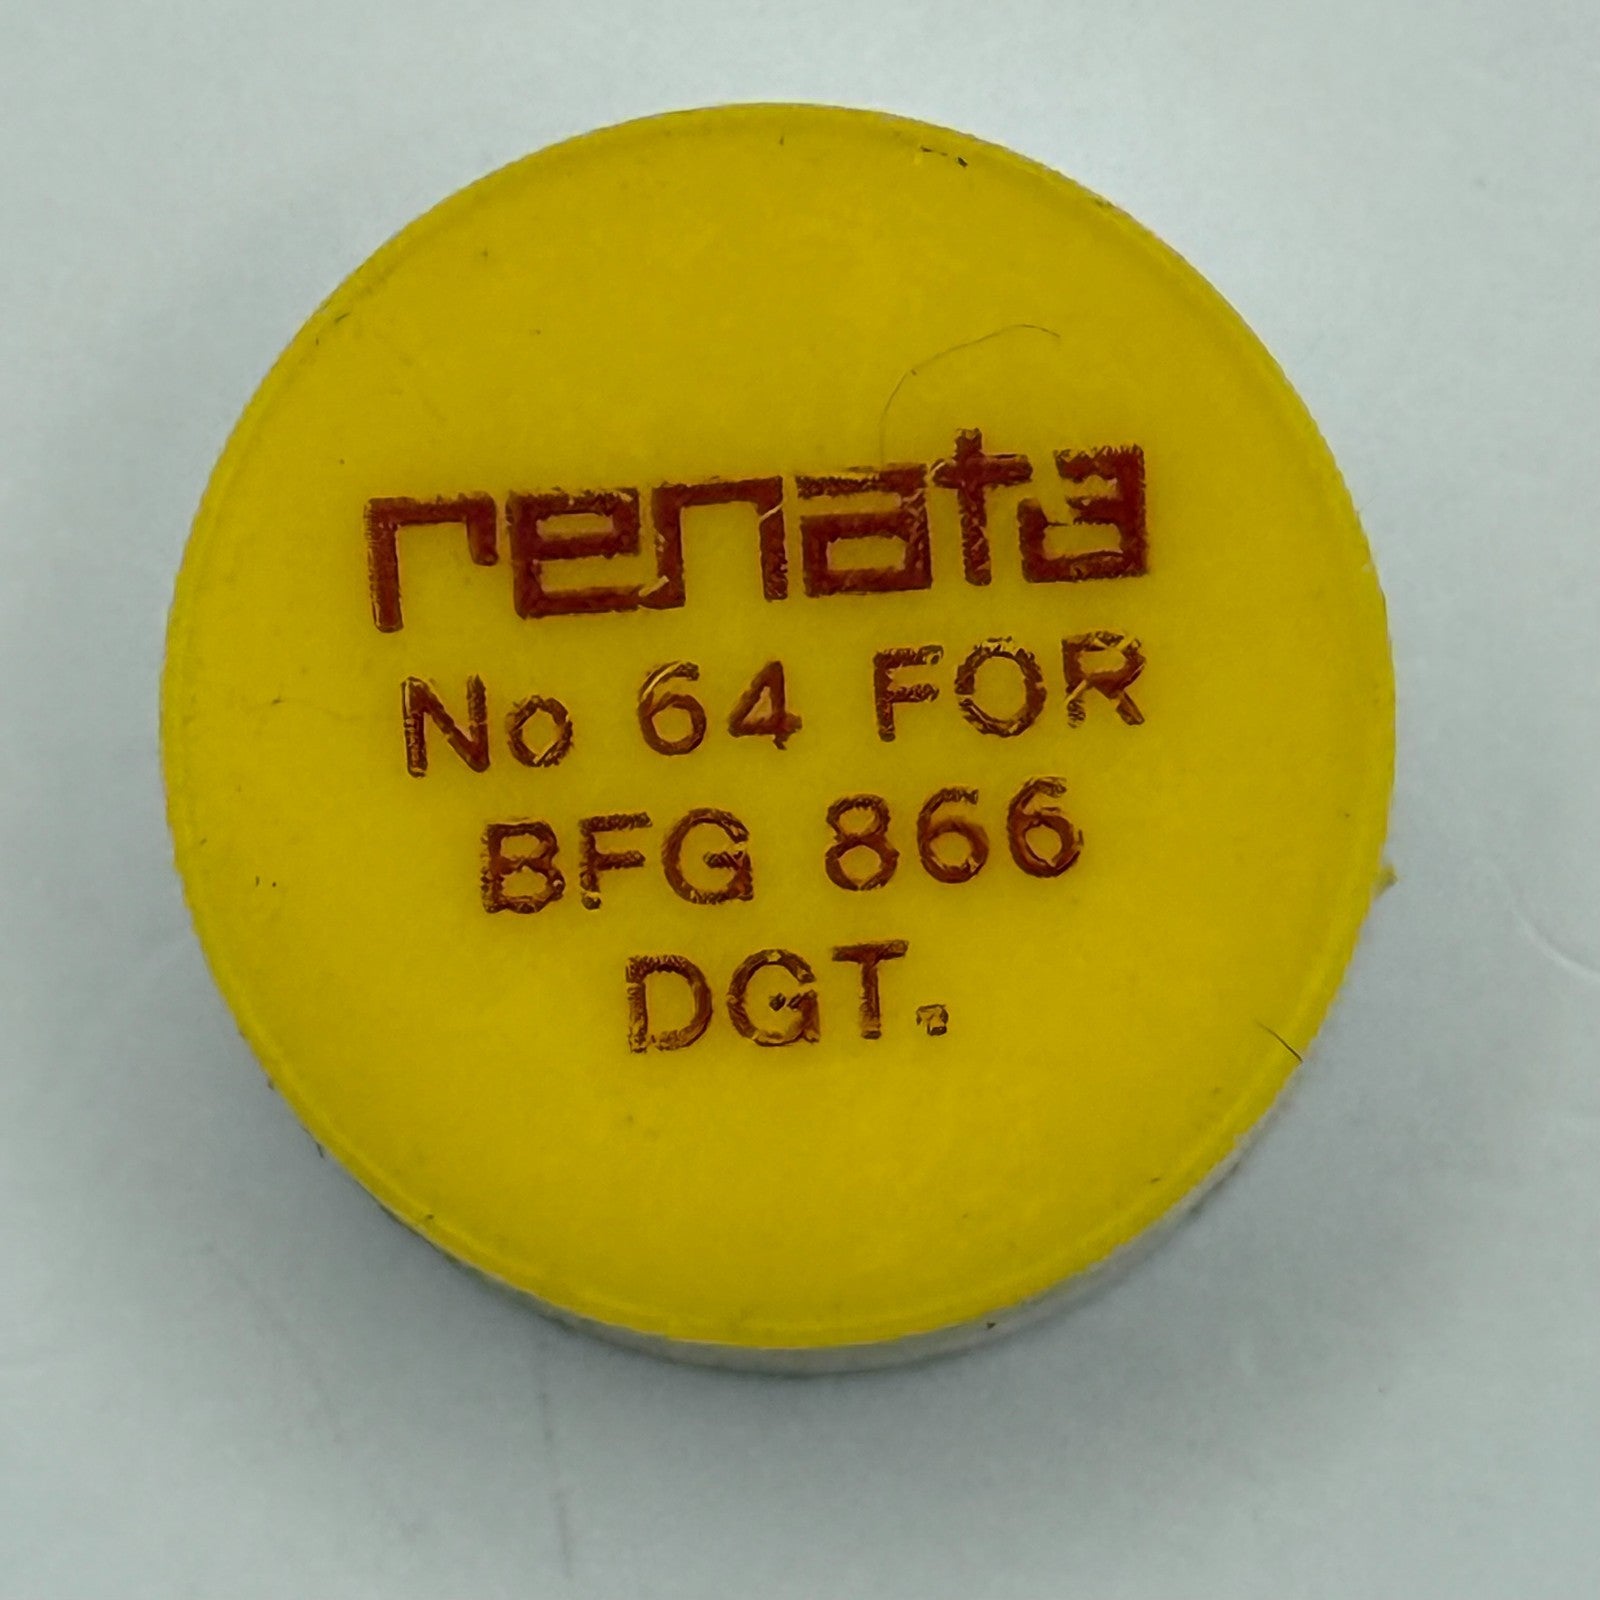 renata
No 64 FOR
BFG 866
DGT.